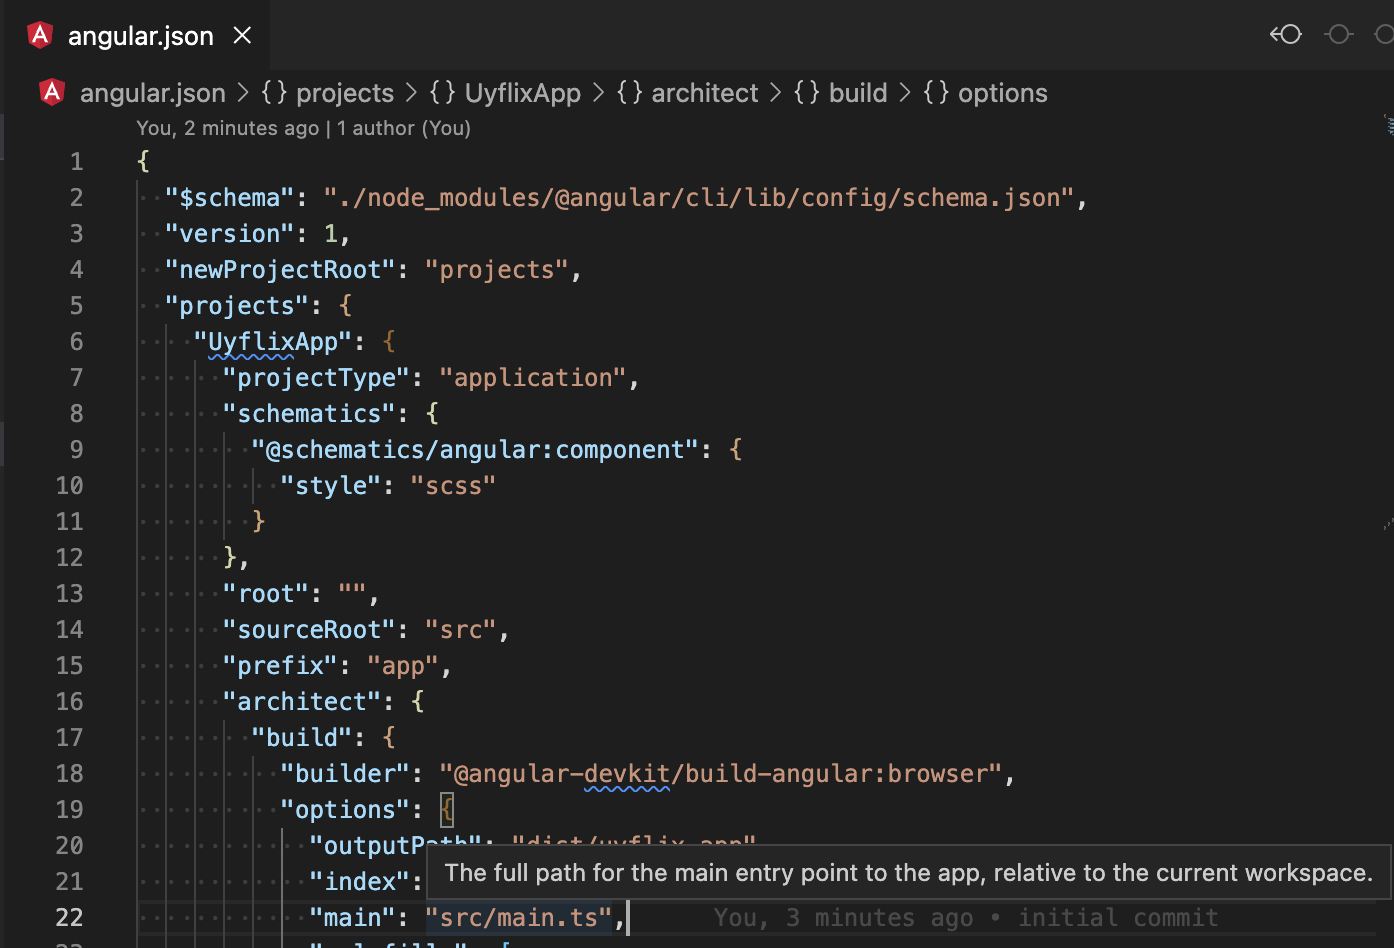 angular.json
angular.json > {} projects > {} UyflixApp > {} architect > {} build > {} options
You, 2 minutes ago | 1 author (You)
1 {
2 "$schema": "./node_modules/@angular/cli/lib/config/schema.json",
3 "version": 1,
4 "newProjectRoot": "projects",
5 "projects": {
6 "UyflixApp": {
7 "projectType": "application",
8 "schematics": {
9 "@schematics/angular:component": {
10 "style": "scss"
11 }
12 },
13 "root": "",
14 "sourceRoot": "src",
15 "prefix": "app",
16 "architect": {
17 "build": {
18 "builder": "@angular-devkit/build-angular:browser",
19 "options": {
20 "outputPath": "dist/uyflix-app"
21 "index":
The full path for the main entry point to the app, relative to the current workspace.
22 "main": "src/main.ts", You, 3 minutes ago • initial commit